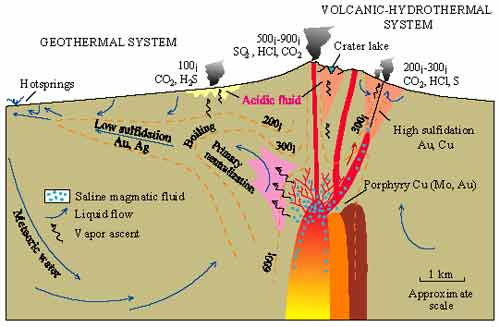 VOLCANIC-HYDROTHERMAL
SYSTEM
GEOTHERMAL SYSTEM
500¡-900¡
SO2, HCl, CO2
Crater lake
100¡
CO2, H2S
200¡-300¡
CO2, HCl, S
Hotsprings
Acidic fluid
Low sulfidation
Au, Ag
Boiling
200¡
300¡
300¡
High sulfidation
Au, Cu
Primary
neutralization
Porphyry Cu (Mo, Au)
Saline magmatic fluid
Liquid flow
Vapor ascent
Meteoric water
600¡
1 km
Approximate
scale